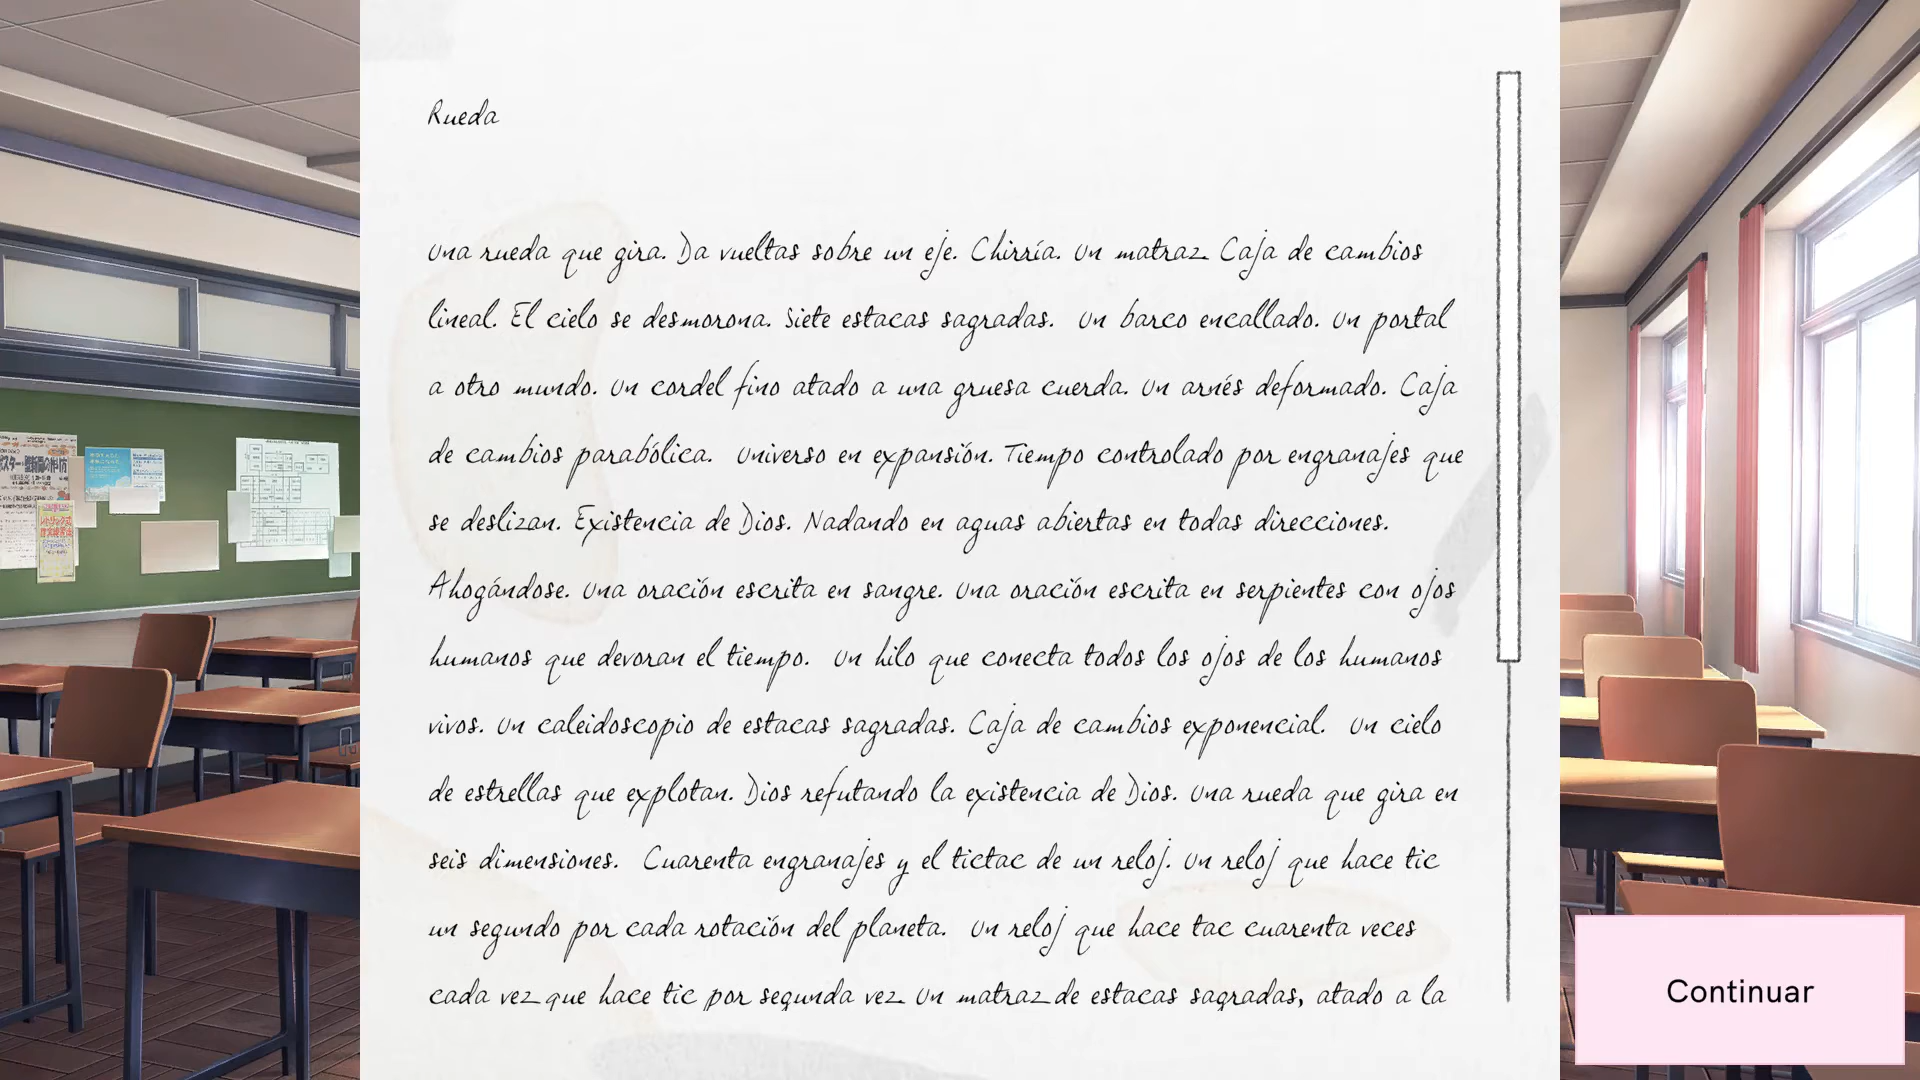 Rueda
Una rueda que gira. Da vueltas sobre un eje. Chirría. Un matraz. Caja de cambios
lineal. El cielo se desmorona. Siete estacas sagradas. Un barco encallado. Un portal
a otro mundo. Un cordel fino atado a una gruesa cuerda. Un arnés deformado. Caja
de cambios parabólica. Universo en expansión. Tiempo controlado por engranajes que
se deslizan. Existencia de Dios. Nadando en aguas abiertas en todas direcciones.
Ahogándose. Una oración escrita en sangre. Una oración escrita en serpientes con ojos
humanos que devoran el tiempo. Un hilo que conecta todos los ojos de los humanos
vivos. Un caleidoscopio de estacas sagradas. Caja de cambios exponencial. Un cielo
de estrellas que explotan. Dios refutando la existencia de Dios. Una rueda que gira en
seis dimensiones. Cuarenta engranajes y el tictac de un reloj. Un reloj que hace tic
un segundo por cada rotación del planeta. Un reloj que hace tac cuarenta veces
cada vez que hace tic por segunda vez. Un matraz de estacas sagradas, atado a la
Continuar